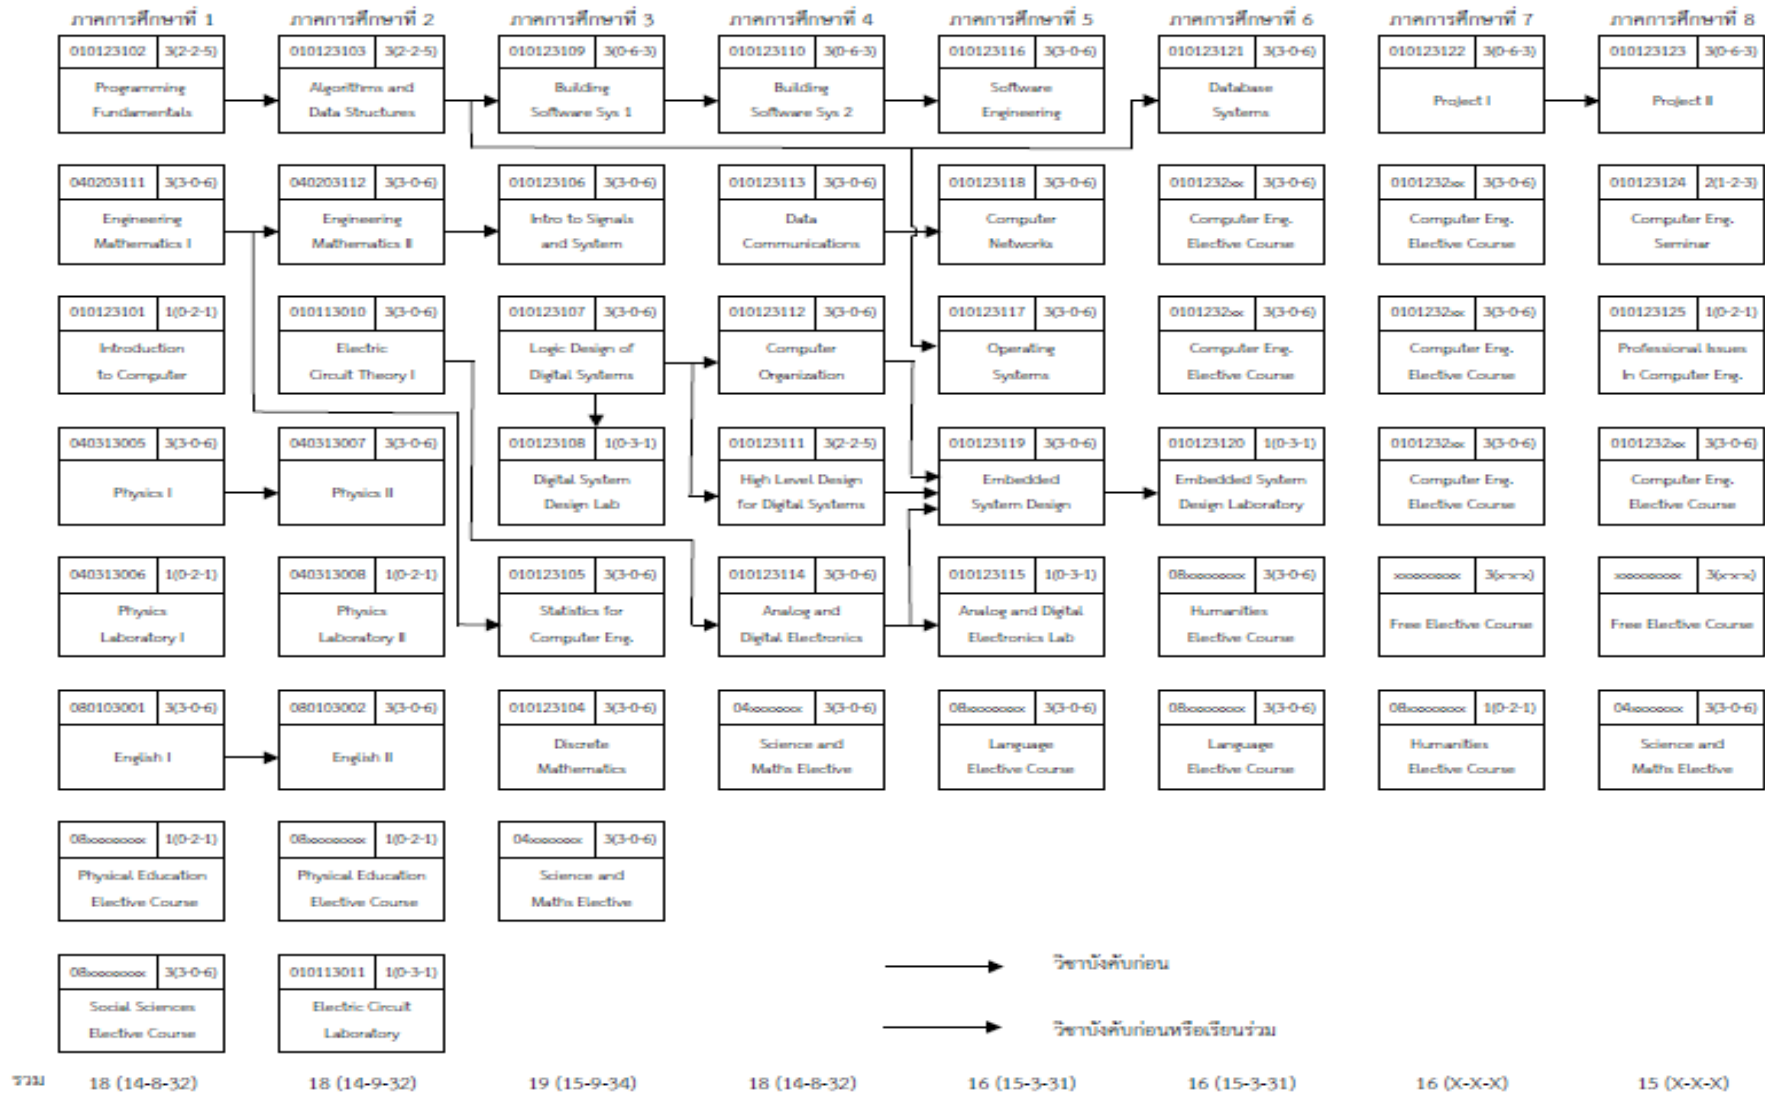 ภาคการศึกษาที่ 1 ภาคการศึกษาที่ 2 ภาคการศึกษาที่ 3 ภาคการศึกษาที่ 4 ภาคการศึกษาที่ 5 ภาคการศึกษาที่ 6 ภาคการศึกษาที่ 7 ภาคการศึกษาที่ 8
010123102 3(2-2-5) 010123103 3(2-2-5) 010123109 3(0-6-3) 010123110 3(0-6-3) 010123116 3(3-0-6) 010123121 3(3-0-6) 010123122 3(0-6-3) 010123123 3(0-6-3)
Programming Algorithms and Building Building Software Database Project I Project II
Fundamentals Data Structures Software Sys 1 Software Sys 2 Engineering Systems
040203111 3(3-0-6) 040203112 3(3-0-6) 010123106 3(3-0-6) 010123113 3(3-0-6) 010123118 3(3-0-6) 0101232xx 3(3-0-6) 0101232xx 3(3-0-6) 010123124 2(1-2-3)
Engineering Engineering Intro to Signals Data Computer Computer Eng. Computer Eng. Computer Eng.
Mathematics I Mathematics II and System Communications Networks Elective Course Elective Course Seminar
010123101 1(0-2-1) 010113010 3(3-0-6) 010123107 3(3-0-6) 010123112 3(3-0-6) 010123117 3(3-0-6) 0101232xx 3(3-0-6) 0101232xx 3(3-0-6) 010123125 1(0-2-1)
Introduction Electric Logic Design of Computer Operating Computer Eng. Computer Eng. Professional Issues
to Computer Circuit Theory I Digital Systems Organization Systems Elective Course Elective Course In Computer Eng.
040313005 3(3-0-6) 040313007 3(3-0-6) 010123108 1(0-3-1) 010123111 3(2-2-5) 010123119 3(3-0-6) 010123120 1(0-3-1) 0101232xx 3(3-0-6) 0101232xx 3(3-0-6)
Physics I Physics II Digital System High Level Design Embedded Embedded System Computer Eng. Computer Eng.
Design Lab for Digital Systems System Design Design Laboratory Elective Course Elective Course
040313006 1(0-2-1) 040313008 1(0-2-1) 010123105 3(3-0-6) 010123114 3(3-0-6) 010123115 1(0-3-1) 08xxxxxxx 3(3-0-6) xxxxxxxxx 3(x-x-x) xxxxxxxxx 3(x-x-x)
Physics Physics Statistics for Analog and Analog and Digital Humanities Free Elective Course Free Elective Course
Laboratory I Laboratory II Computer Eng. Digital Electronics Electronics Lab Elective Course
080103001 3(3-0-6) 080103002 3(3-0-6) 010123104 3(3-0-6) 04xxxxxxx 3(3-0-6) 08xxxxxxx 3(3-0-6) 08xxxxxxx 3(3-0-6) 08xxxxxxx 1(0-2-1) 04xxxxxxx 3(3-0-6)
English I English II Discrete Science and Language Language Humanities Science and
Mathematics Maths Elective Elective Course Elective Course Elective Course Maths Elective
08xxxxxxx 1(0-2-1) 08xxxxxxx 1(0-2-1) 04xxxxxxx 3(3-0-6)
Physical Education Physical Education Science and
Elective Course Elective Course Maths Elective
08xxxxxxx 3(3-0-6) 010113011 1(0-3-1)
Social Sciences Electric Circuit
Elective Course Laboratory
วิชาบังคับก่อน
วิชาบังคับก่อนหรือเรียนร่วม
รวม 18 (14-8-32) 18 (14-9-32) 19 (15-9-34) 18 (14-8-32) 16 (15-3-31) 16 (15-3-31) 16 (X-X-X) 15 (X-X-X)